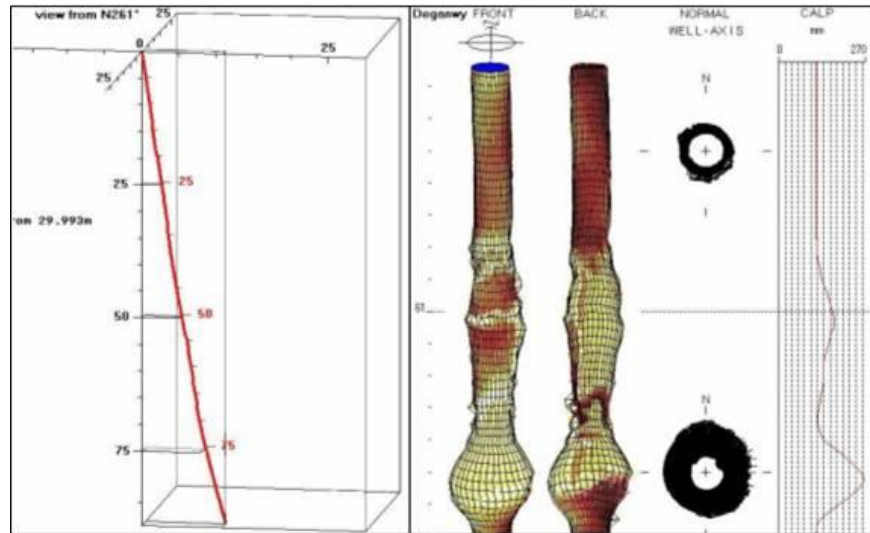 view from N261°
25
0
25
25
25
25
rom 29.993m
50
50
75
75
Deganwy FRONT BACK NORMAL CALP
WELL-AXIS mm
N
0 270
N
N